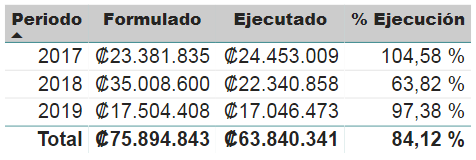 Periodo Formulado Ejecutado % Ejecución
2017 ₡23.381.835 ₡24.453.009 104,58 %
2018 ₡35.008.600 ₡22.340.858 63,82 %
2019 ₡17.504.408 ₡17.046.473 97,38 %
Total ₡75.894.843 ₡63.840.341 84,12 %